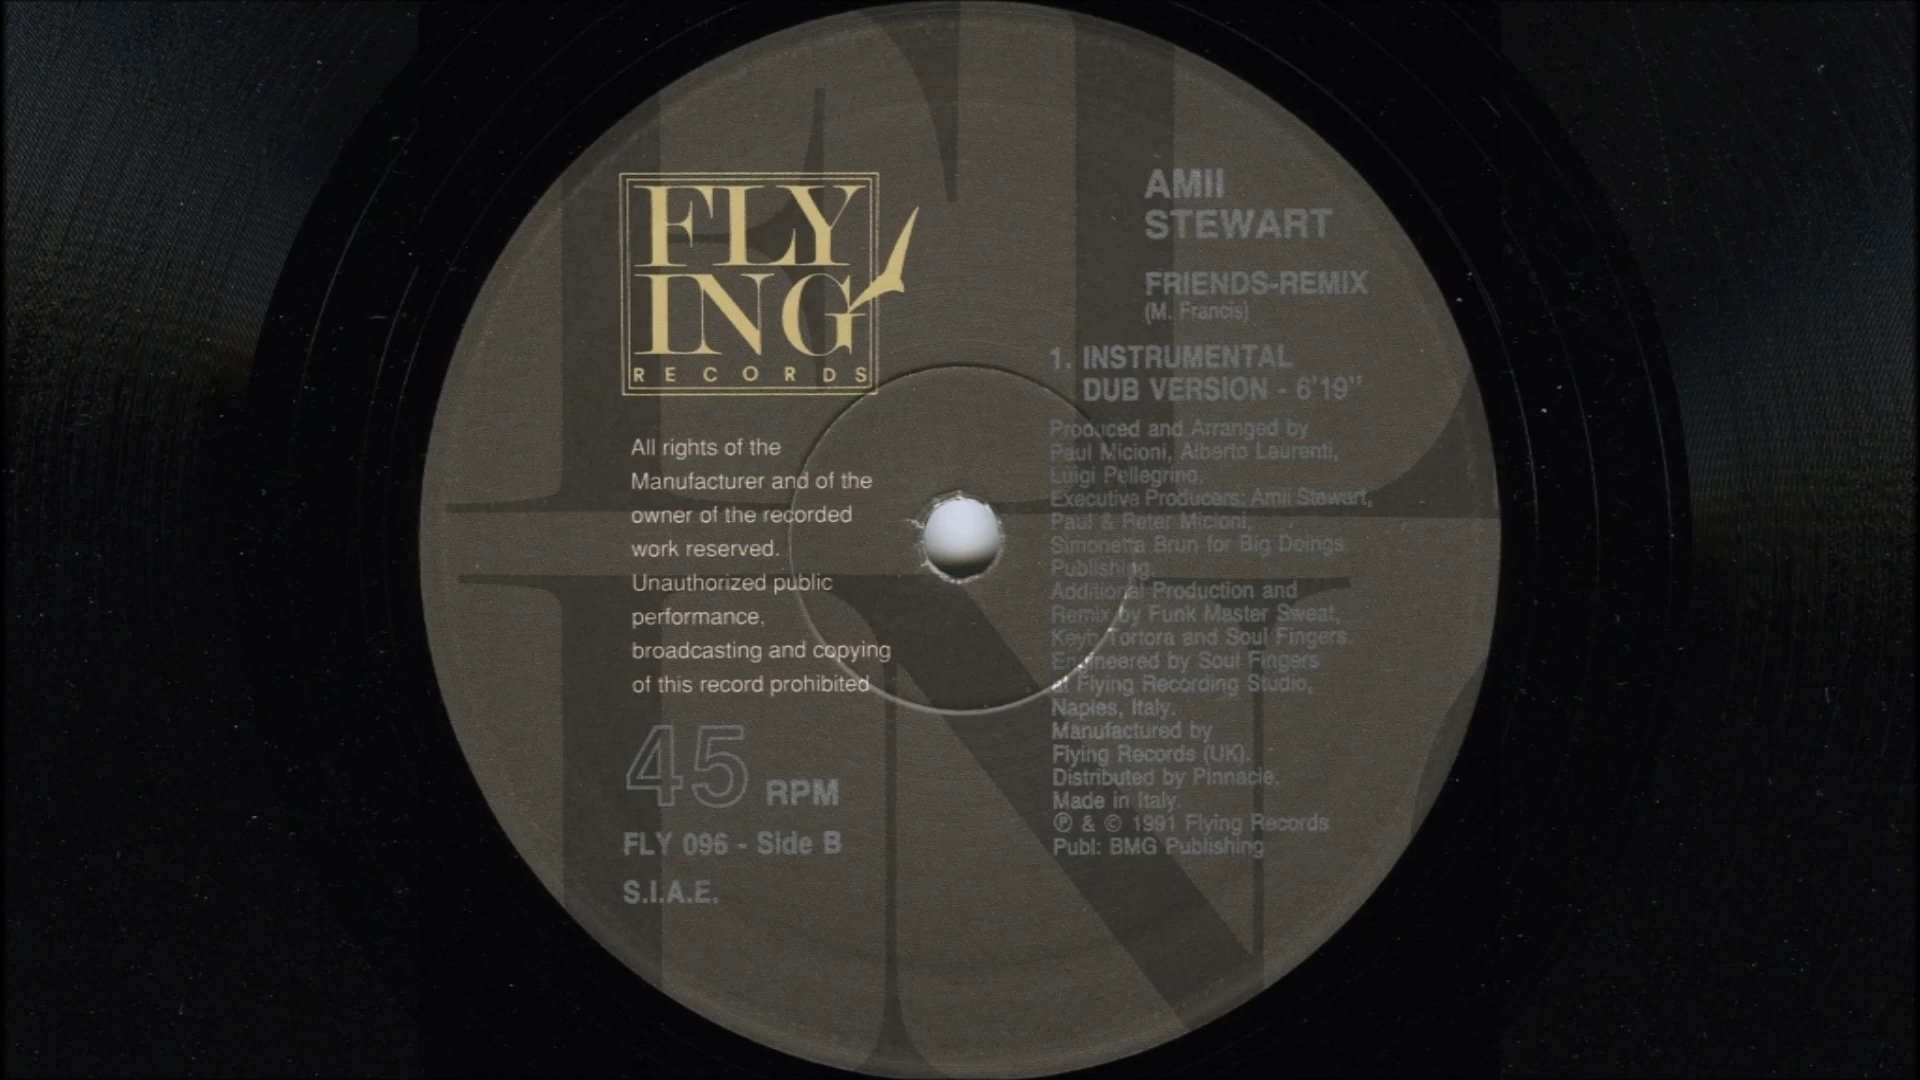 FLY
ING
RECORDS
All rights of the
Manufacturer and of the
owner of the recorded
work reserved.
Unauthorized public
performance,
broadcasting and copying
of this record prohibited
45 RPM
FLY 096 - Side B
S.I.A.E.
AMII
STEWART
FRIENDS-REMIX
(M. Francis)
1. INSTRUMENTAL
DUB VERSION - 6'19"
Produced and Arranged by
Paul Micioni, Alberto Laurenti,
Luigi Pellegrino.
Executive Producers: Amii Stewart,
Paul & Peter Micioni,
Simonetta Brun for Big Doings
Publishing.
Additional Production and
Remix by Funk Master Sweat,
Tortora and Soul Fingers.
Engineered by Soul Fingers
at Flying Recording Studio,
Naples, Italy.
Manufactured by
Flying Records (UK).
Distributed by Pinnacle,
Made in Italy.
℗ & © 1991 Flying Records
Publ: BMG Publishing